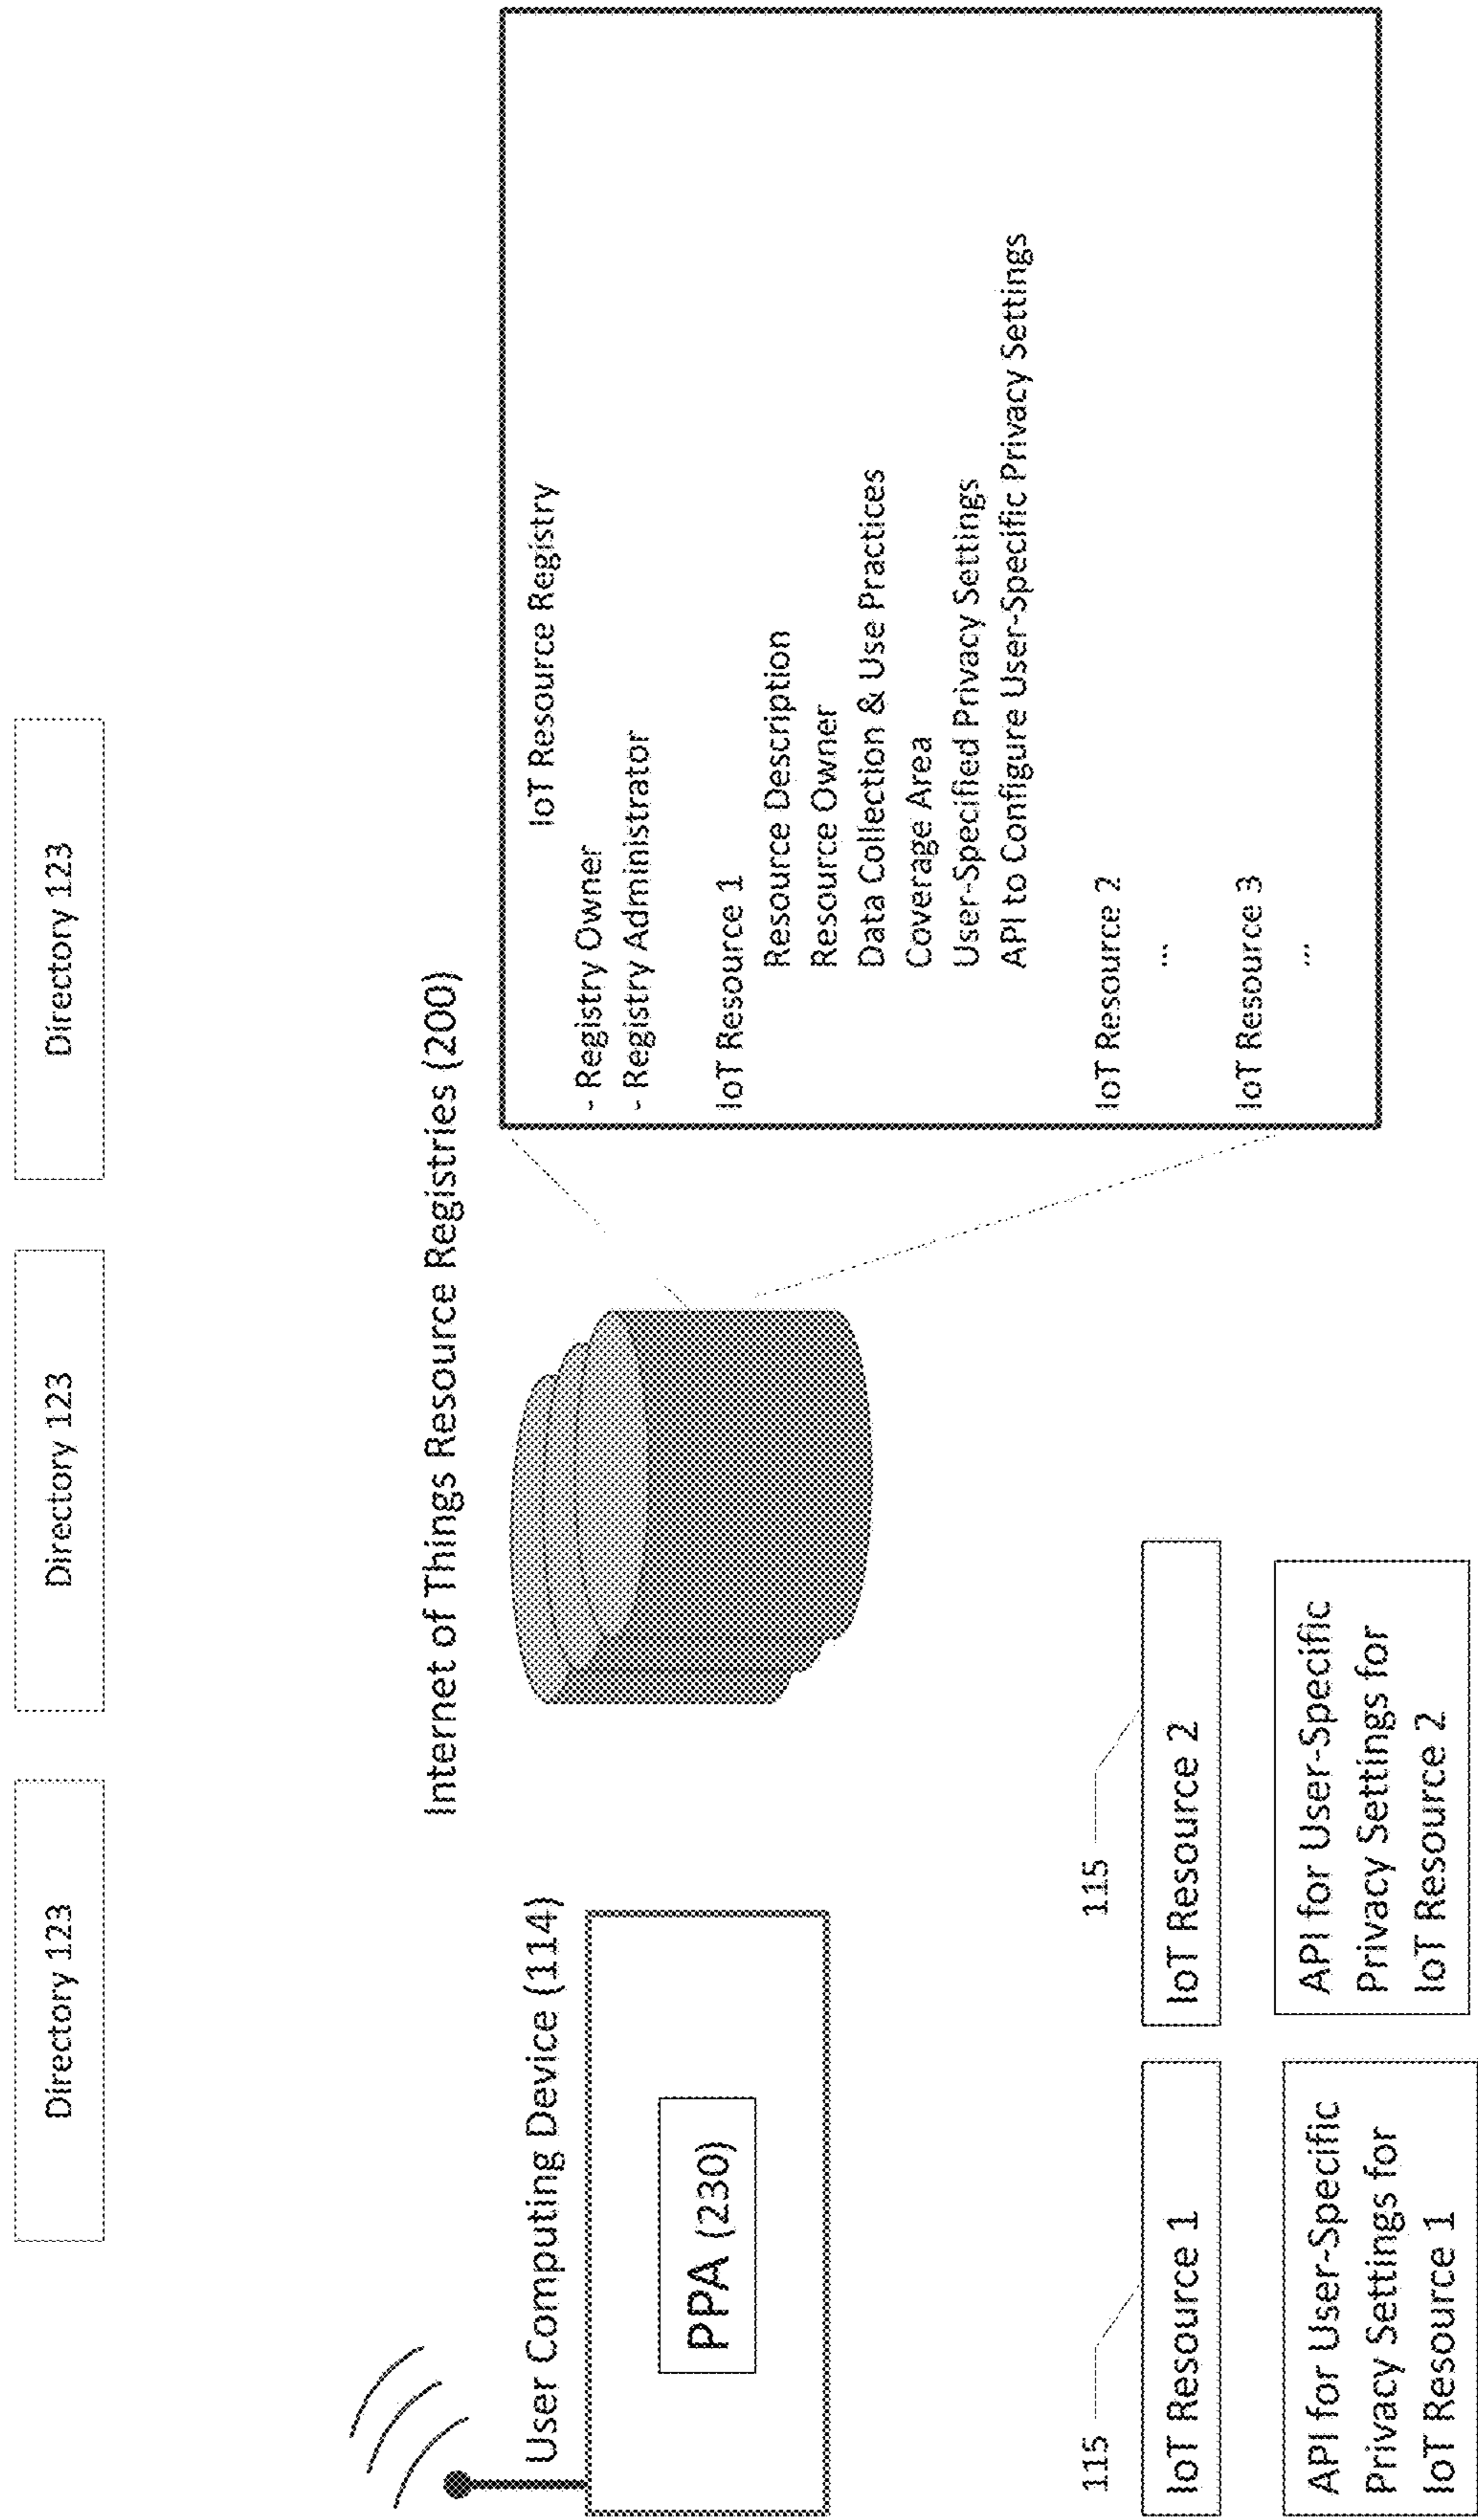 Directory 123
Directory 123
Directory 123
Internet of Things Resource Registries (200)
User Computing Device (114)
PPA (230)
IoT Resource Registry
- Registry Owner
- Registry Administrator
IoT Resource 1
Resource Description
Resource Owner
Data Collection & Use Practices
Coverage Area
User-Specified Privacy Settings
API to Configure User-Specific Privacy Settings
IoT Resource 2
...
IoT Resource 3
...
115
IoT Resource 1
115
IoT Resource 2
API for User-Specific
Privacy Settings for
IoT Resource 1
API for User-Specific
Privacy Settings for
IoT Resource 2